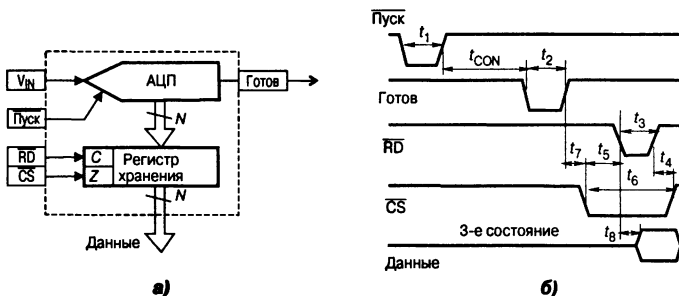 V_IN
АЦП
Готов
Пуск
N
RD
CS
C
Z
Регистр
хранения
N
Данные
а)
Пуск
t1
tCON
t2
Готов
t3
RD
t7
t5
t4
t6
CS
3-е состояние
t8
Данные
б)